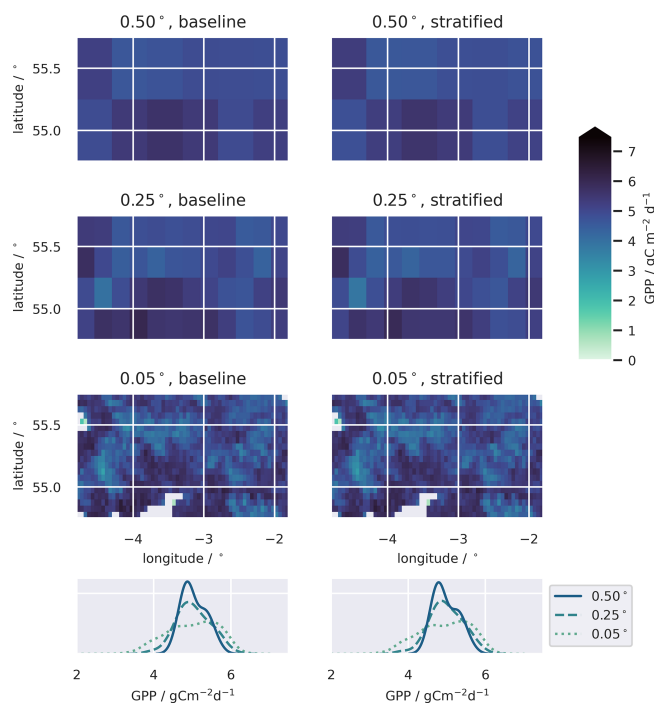 0.50°, baseline
0.50°, stratified
55.5
55.0
latitude / °
0.25°, baseline
0.25°, stratified
55.5
55.0
latitude / °
7
6
5
4
3
2
1
0
GPP / gC m⁻² d⁻¹
0.05°, baseline
0.05°, stratified
55.5
55.0
latitude / °
−4 −3 −2
−4 −3 −2
longitude / °
longitude / °
0.50°
0.25°
0.05°
2 4 6
2 4 6
GPP / gCm⁻²d⁻¹
GPP / gCm⁻²d⁻¹